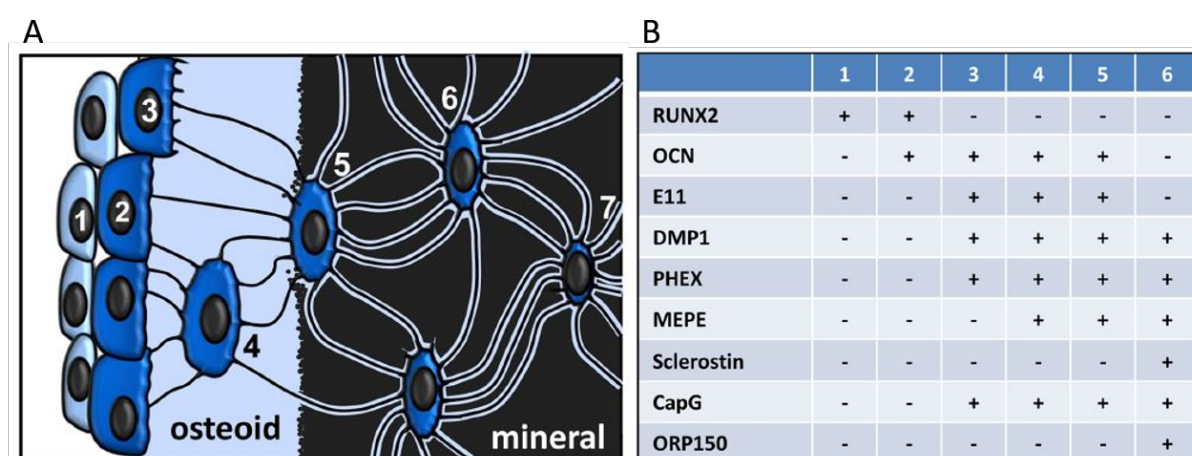 A
3
6
5
1
2
7
4
osteoid
mineral
B
1 2 3 4 5 6
RUNX2 + + - - - -
OCN - + + + + -
E11 - - + + + -
DMP1 - - + + + +
PHEX - - + + + +
MEPE - - - + + +
Sclerostin - - - - - +
CapG - - + + + +
ORP150 - - - - - +